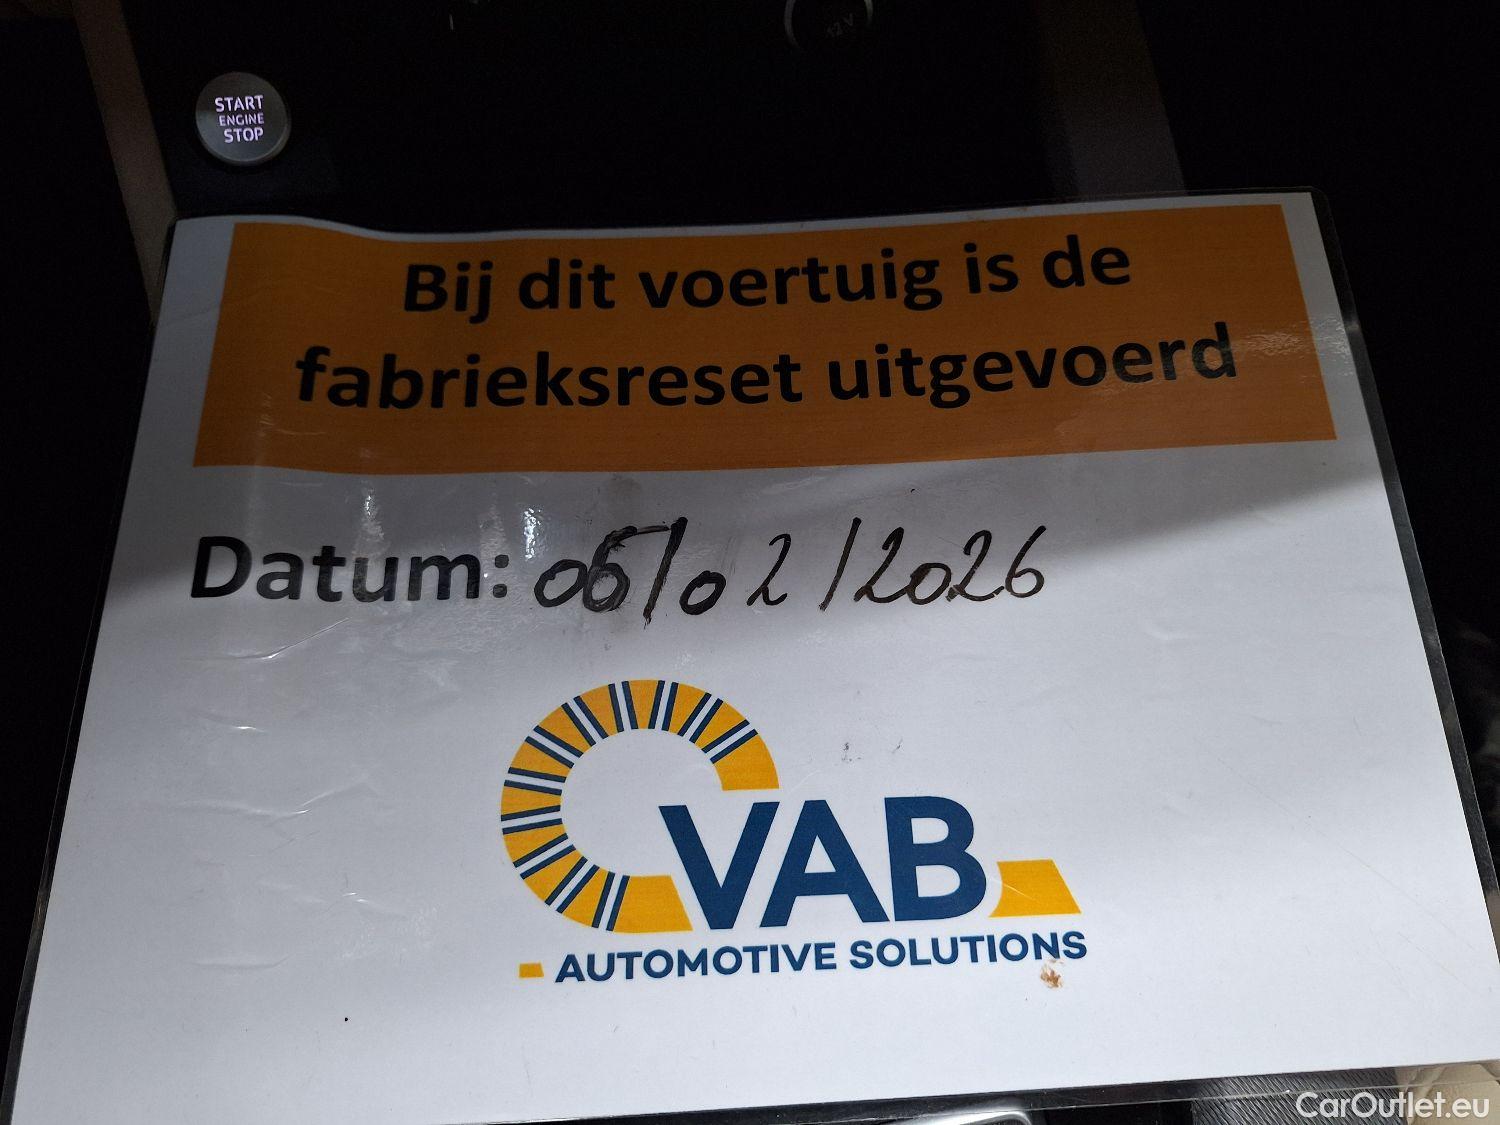 12 V
START
ENGINE
STOP
Bij dit voertuig is de
fabrieksreset uitgevoerd
Datum: 06/02/2026
VAB
AUTOMOTIVE SOLUTIONS
CarOutlet.eu